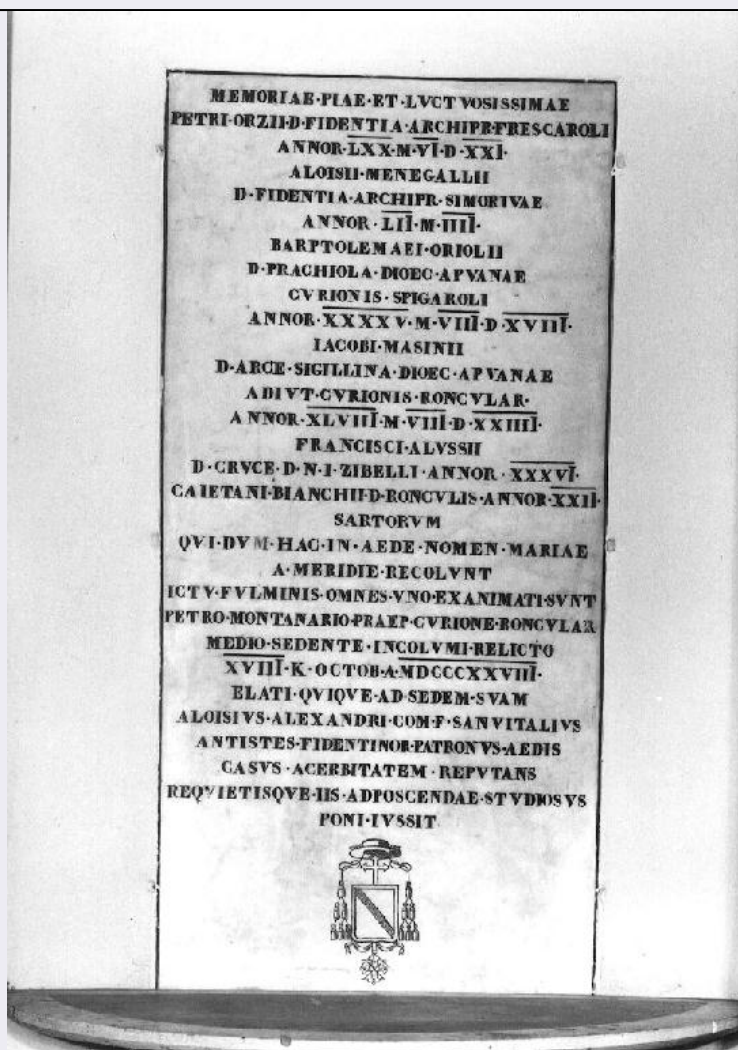 MEMORIAE·PIAE·ET·LVCTVOSISSIMAE
PETRI·ORZII·D·FIDENTIA·ARCHIPR·FRESCAROLI
ANNOR·LXX·M·VI·D·XXI·
ALOISII·MENEGALLII
D·FIDENTIA·ARCHIPR·SIMORIVAE
ANNOR·LII·M·IIII·
BARPTOLEMAEI·ORIOLII
D·PRACHIOLA·DIOEC·APVANAE
CVRIONIS·SPIGAROLI
ANNOR·XXXXV·M·VIII·D·XVIII·
IACOBI·MASINII
D·ARCE·SIGILLINA·DIOEC·APVANAE
ADIVT·CVRIONIS·RONCVLAR·
ANNOR·XLVIII·M·VIII·D·XXIIII·
FRANCISCI·ALVSSII
D·CRVCE·D·N·I·ZIBELLI·ANNOR·XXXVI·
CAIETANI·BIANCHII·D·RONCVLIS·ANNOR·XXII·
SARTORVM
QVI·DVM·HAC·IN·AEDE·NOMEN·MARIAE
A·MERIDIE·RECOLVNT
ICTV·FVLMINIS·OMNES·VNO·EXANIMATI·SVNT
PETRO·MONTANARIO·PRAEP·CVRIONE·RONCVLAR
MEDIO·SEDENTE·INCOLVMI·RELICTO
XVIII·K·OCTOB·A·MDCCCXXVIII·
ELATI·QVIQVE·AD·SEDEM·SVAM
ALOISIVS·ALEXANDRI·COM·F·SANVITALIVS
ANTISTES·FIDENTINOR·PATRONVS·AEDIS
CASVS·ACERBITATEM·REPVTANS
REQVIETISQVE·IIS·ADPOSCENDAE·STVDIOSVS
PONI·IVSSIT